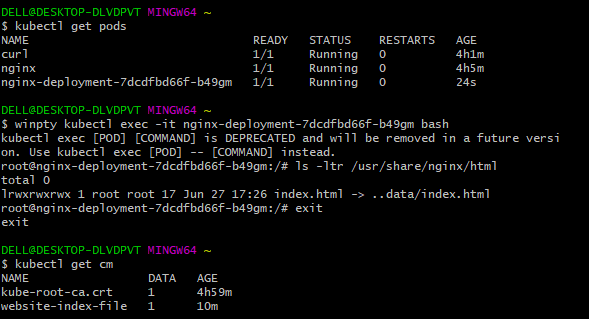 DELL@DESKTOP-DLVDPVT MINGW64 ~
$ kubectl get pods
NAME READY STATUS RESTARTS AGE
curl 1/1 Running 0 4h1m
nginx 1/1 Running 0 4h5m
nginx-deployment-7dcdfbd66f-b49gm 1/1 Running 0 24s
DELL@DESKTOP-DLVDPVT MINGW64 ~
$ winpty kubectl exec -it nginx-deployment-7dcdfbd66f-b49gm bash
kubectl exec [POD] [COMMAND] is DEPRECATED and will be removed in a future versi
on. Use kubectl exec [POD] -- [COMMAND] instead.
root@nginx-deployment-7dcdfbd66f-b49gm:/# ls -ltr /usr/share/nginx/html
total 0
lrwxrwxrwx 1 root root 17 Jun 27 17:26 index.html -> ..data/index.html
root@nginx-deployment-7dcdfbd66f-b49gm:/# exit
exit
DELL@DESKTOP-DLVDPVT MINGW64 ~
$ kubectl get cm
NAME DATA AGE
kube-root-ca.crt 1 4h59m
website-index-file 1 10m